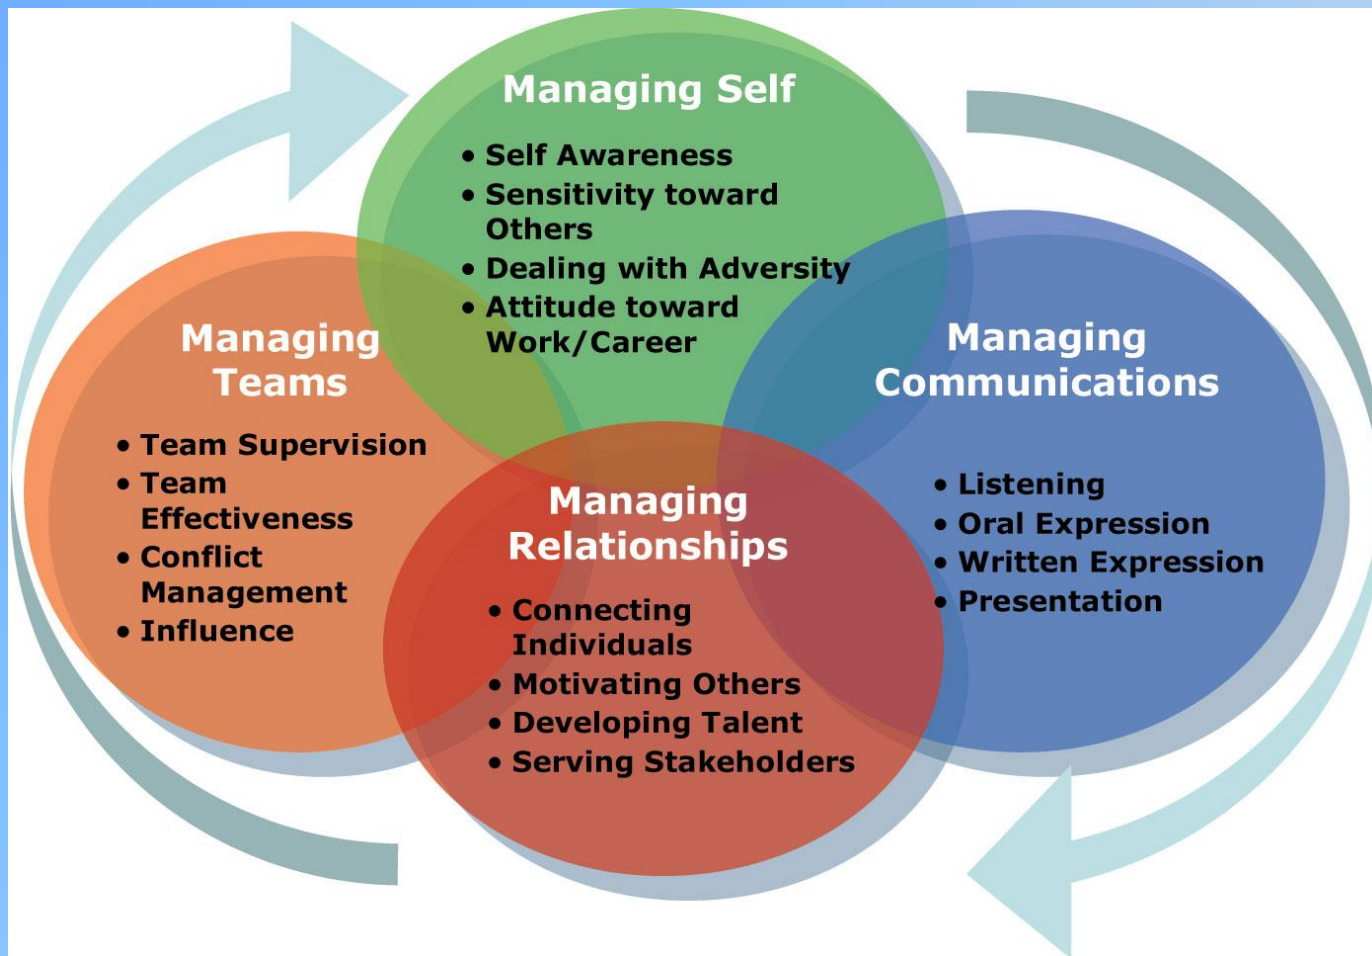 Managing Self
• Self Awareness
• Sensitivity toward
Others
• Dealing with Adversity
• Attitude toward
Work/Career
Managing
Teams
• Team Supervision
• Team
Effectiveness
• Conflict
Management
• Influence
Managing
Communications
• Listening
• Oral Expression
• Written Expression
• Presentation
Managing
Relationships
• Connecting
Individuals
• Motivating Others
• Developing Talent
• Serving Stakeholders